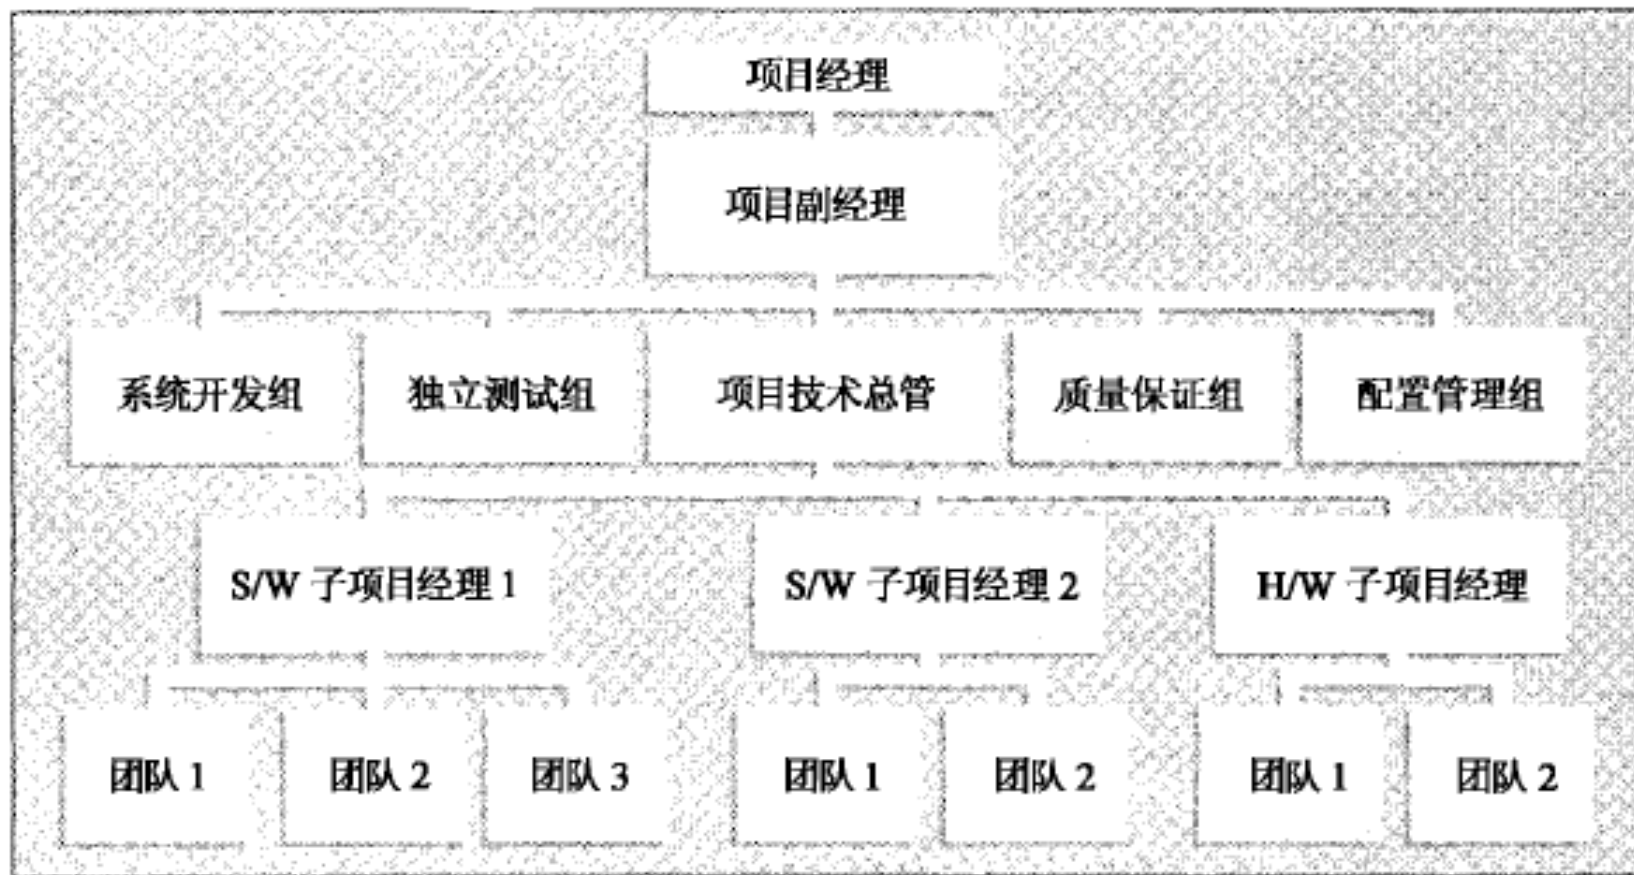 项目经理
项目副经理
系统开发组
独立测试组
项目技术总管
质量保证组
配置管理组
S/W 子项目经理 1
S/W 子项目经理 2
H/W 子项目经理
团队 1
团队 2
团队 3
团队 1
团队 2
团队 1
团队 2